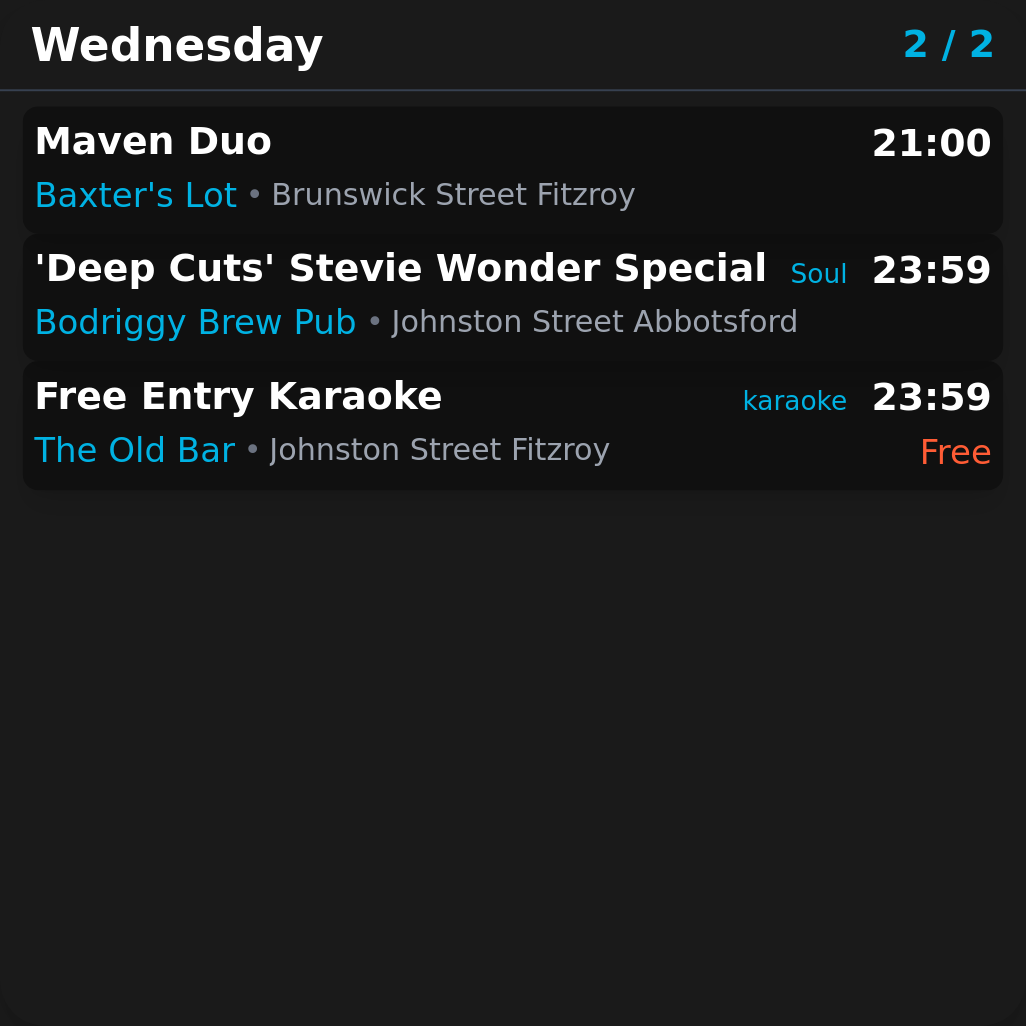 Wednesday 2 / 2
Maven Duo 21:00
Baxter's Lot • Brunswick Street Fitzroy
'Deep Cuts' Stevie Wonder Special Soul 23:59
Bodriggy Brew Pub • Johnston Street Abbotsford
Free Entry Karaoke karaoke 23:59
The Old Bar • Johnston Street Fitzroy Free